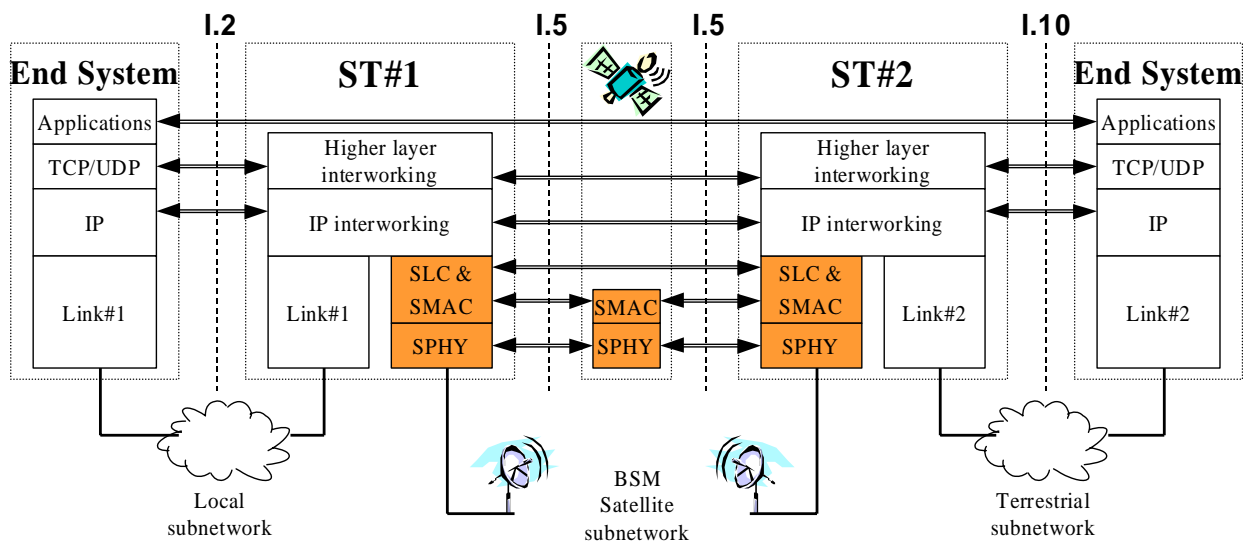 I.2
I.5
I.5
I.10
End System
ST#1
ST#2
End System
Applications
TCP/UDP
IP
Link#1
Higher layer
interworking
IP interworking
Link#1
SLC &
SMAC
SPHY
SMAC
SPHY
Higher layer
interworking
IP interworking
SLC &
SMAC
SPHY
Link#2
Applications
TCP/UDP
IP
Link#2
Local
subnetwork
BSM
Satellite
subnetwork
Terrestrial
subnetwork